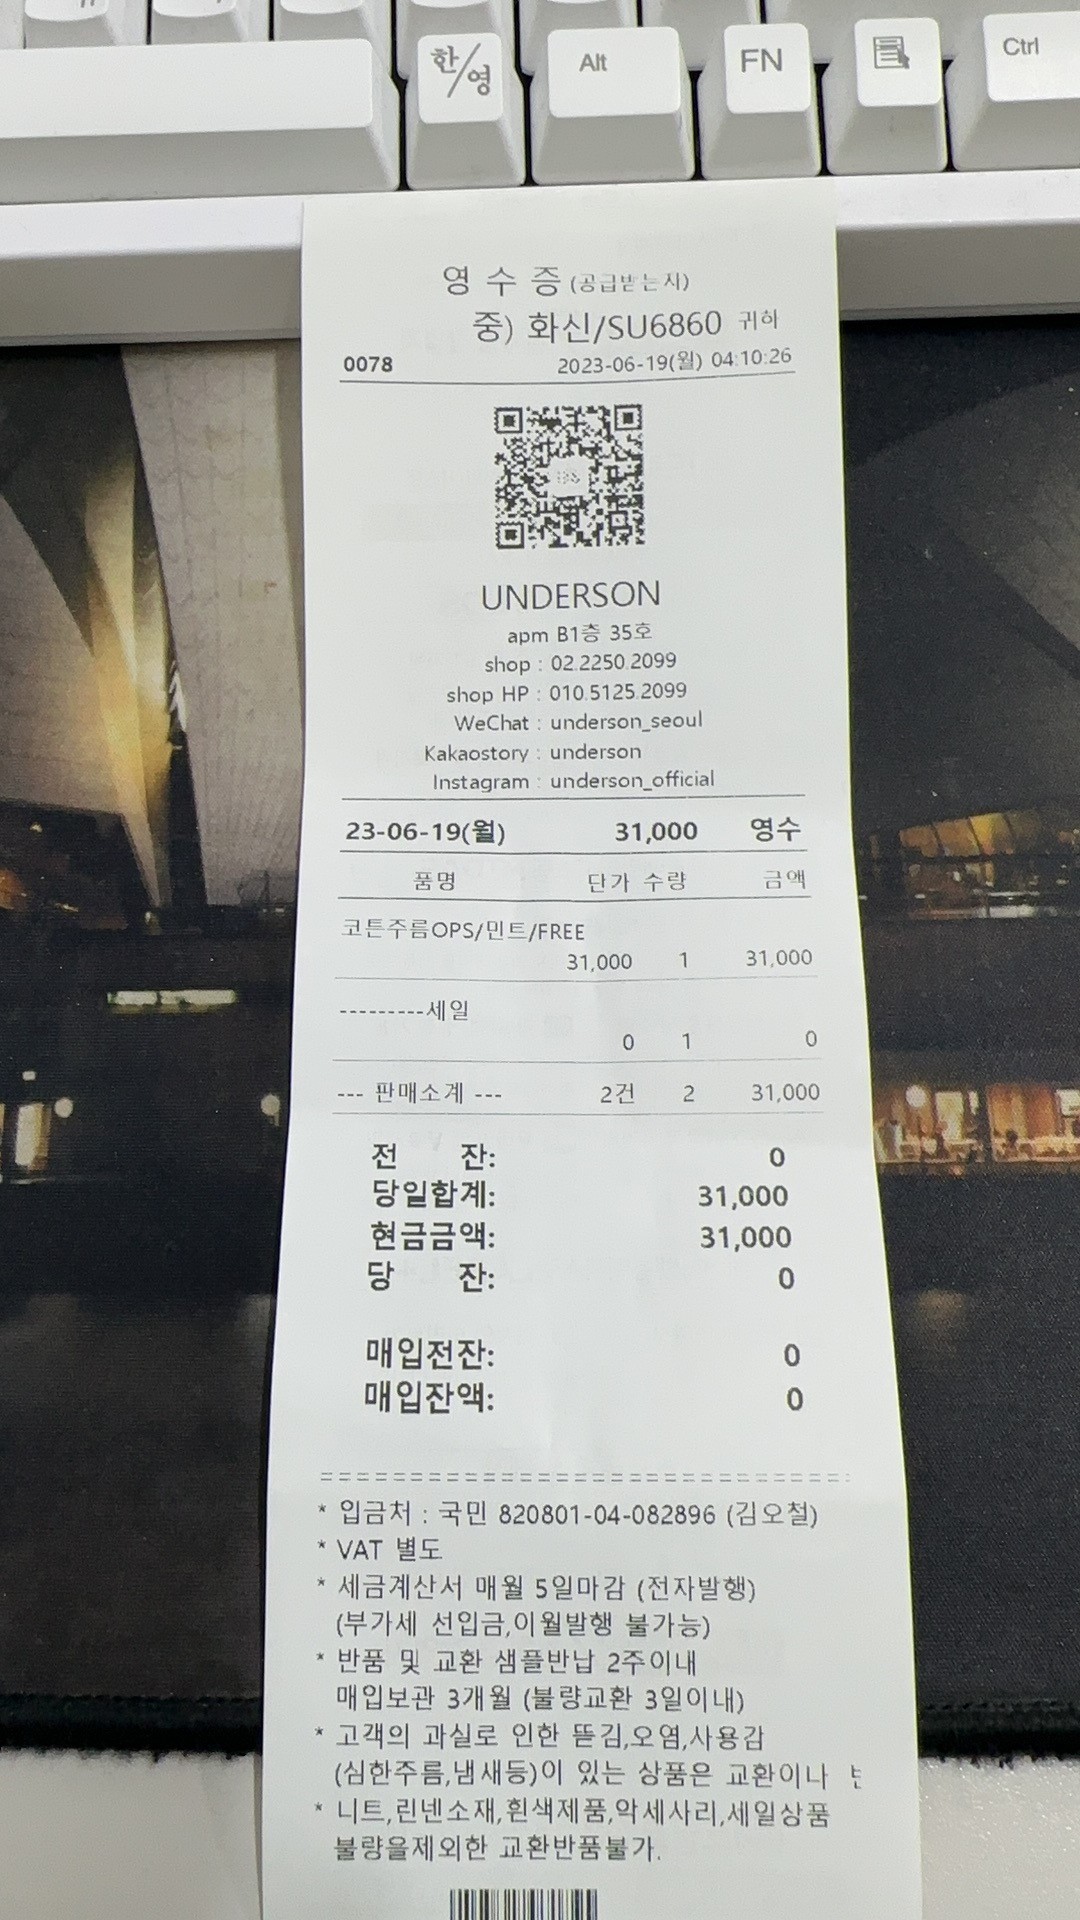 한/영
Alt
FN
Ctrl
영 수 증 (공급받는자)
중) 화신/SU6860 귀하
0078 2023-06-19(월) 04:10:26
UNDERSON
apm B1층 35호
shop : 02.2250.2099
shop HP : 010.5125.2099
WeChat : underson_seoul
Kakaostory : underson
Instagram : underson_official
23-06-19(월) 31,000 영수
품명 단가 수량 금액
코튼주름OPS/민트/FREE
31,000 1 31,000
---------세일
0 1 0
--- 판매소계 --- 2건 2 31,000
전 잔: 0
당일합계: 31,000
현금금액: 31,000
당 잔: 0
매입전잔: 0
매입잔액: 0
* 입금처 : 국민 820801-04-082896 (김오철)
* VAT 별도
* 세금계산서 매월 5일마감 (전자발행)
(부가세 선입금,이월발행 불가능)
* 반품 및 교환 샘플반납 2주이내
매입보관 3개월 (불량교환 3일이내)
* 고객의 과실로 인한 뜯김,오염,사용감
(심한주름,냄새등)이 있는 상품은 교환이나
* 니트,린넨소재,흰색제품,악세사리,세일상품
불량을제외한 교환반품불가.